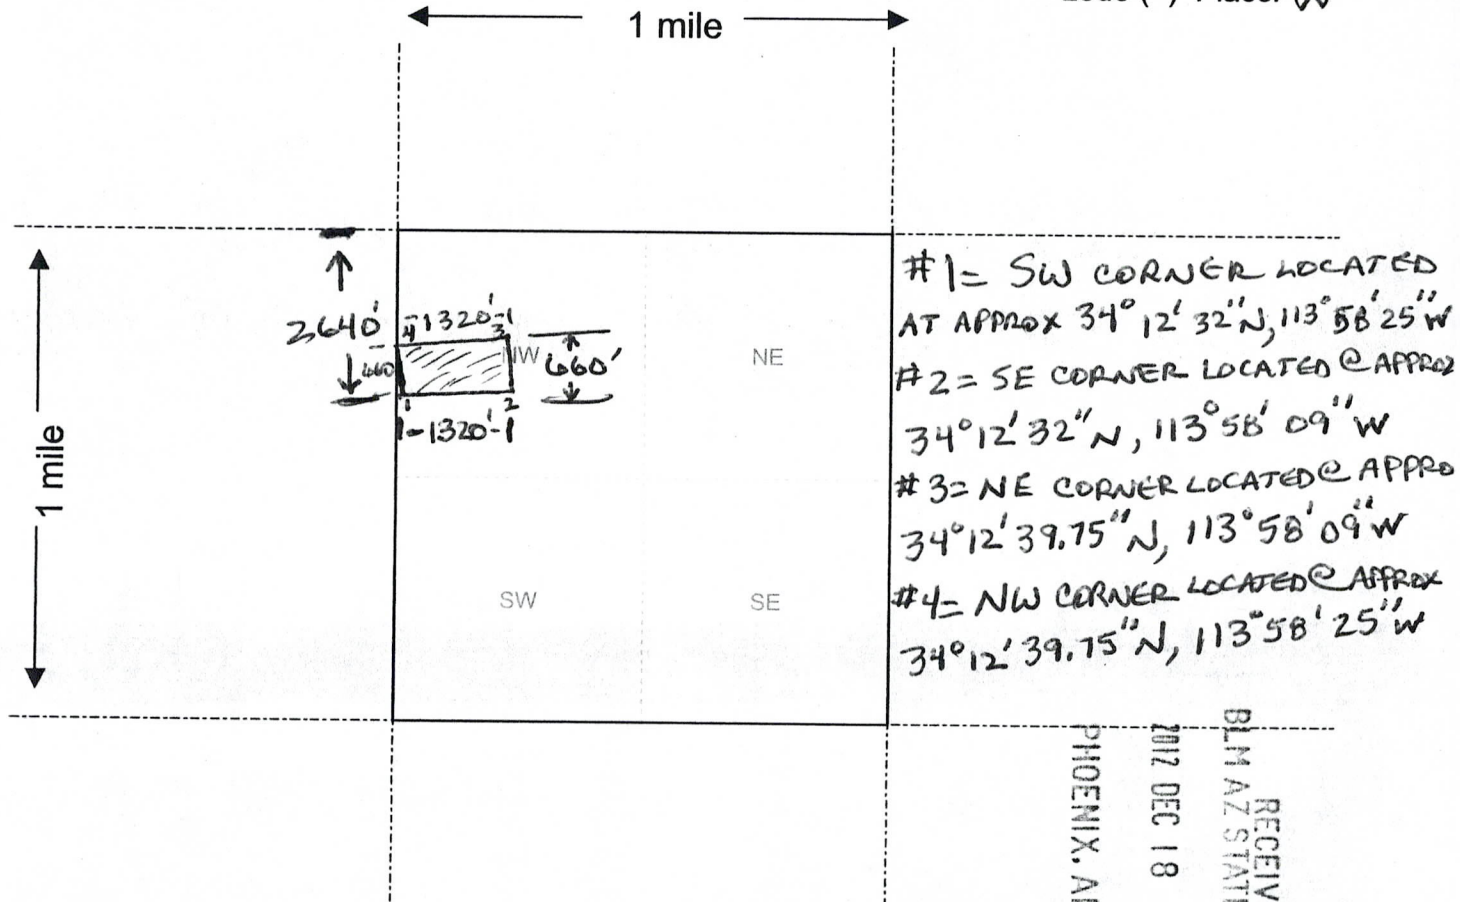 1 mile
#1= SW CORNER LOCATED
AT APPROX 34° 12' 32"N, 113° 58' 25"W
#2= SE CORNER LOCATED @ APPROX
34° 12' 32"N, 113° 58' 09"W
#3= NE CORNER LOCATED @ APPRO
34° 12' 39.75"N, 113° 58' 09"W
#4= NW CORNER LOCATED @ APPROX
34° 12' 39.75"N, 113° 58' 25"W
2640'
4 -1320'- 3
660'
NW
660'
1 2
1-1320'-1
NE
SW
SE
1 mile
RECEIV
BLM AZ STATE
2012 DEC 18
PHOENIX, A